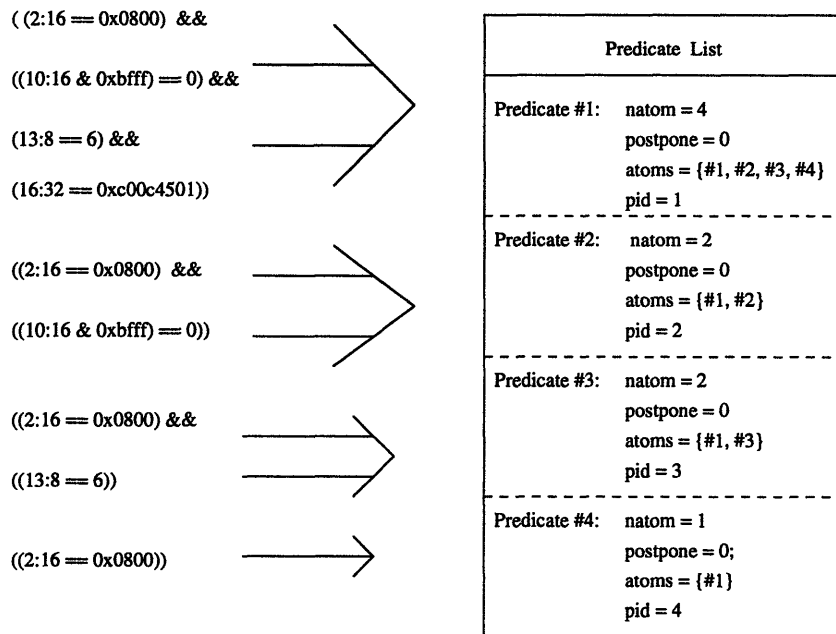 ( (2:16 == 0x0800) &&
((10:16 & 0xbfff) == 0) &&
(13:8 == 6) &&
(16:32 == 0xc00c4501))
((2:16 == 0x0800) &&
((10:16 & 0xbfff) == 0))
((2:16 == 0x0800) &&
((13:8 == 6))
((2:16 == 0x0800))
Predicate List
Predicate #1: natom = 4
postpone = 0
atoms = {#1, #2, #3, #4}
pid = 1
Predicate #2: natom = 2
postpone = 0
atoms = {#1, #2}
pid = 2
Predicate #3: natom = 2
postpone = 0
atoms = {#1, #3}
pid = 3
Predicate #4: natom = 1
postpone = 0;
atoms = {#1}
pid = 4